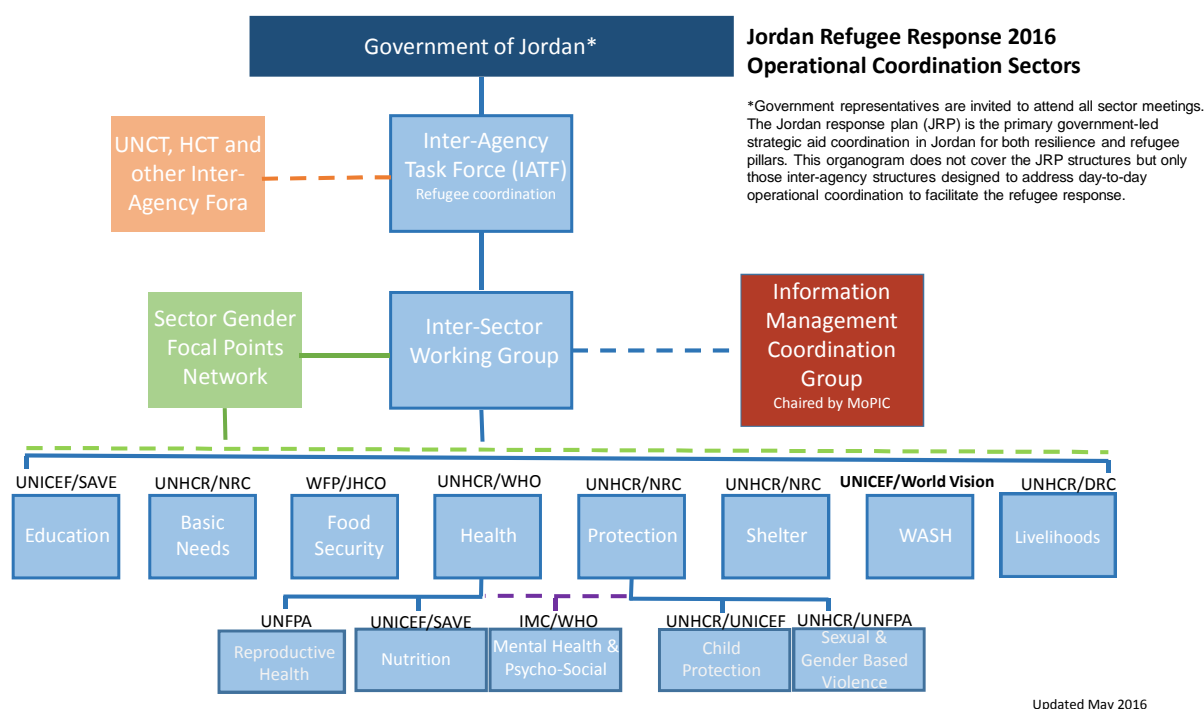 Government of Jordan*
Jordan Refugee Response 2016
Operational Coordination Sectors
*Government representatives are invited to attend all sector meetings.
The Jordan response plan (JRP) is the primary government-led
strategic aid coordination in Jordan for both resilience and refugee
pillars. This organogram does not cover the JRP structures but only
those inter-agency structures designed to address day-to-day
operational coordination to facilitate the refugee response.
UNCT, HCT and
other Inter-
Agency Fora
Inter-Agency
Task Force (IATF)
Refugee coordination
Sector Gender
Focal Points
Network
Inter-Sector
Working Group
Information
Management
Coordination
Group
Chaired by MoPIC
UNICEF/SAVE
Education
UNHCR/NRC
Basic
Needs
WFP/JHCO
Food
Security
UNHCR/WHO
Health
UNHCR/NRC
Protection
UNHCR/NRC
Shelter
UNICEF/World Vision
WASH
UNHCR/DRC
Livelihoods
UNFPA
Reproductive
Health
UNICEF/SAVE
Nutrition
IMC/WHO
Mental Health &
Psycho-Social
UNHCR/UNICEF
Child
Protection
UNHCR/UNFPA
Sexual &
Gender Based
Violence
Updated May 2016